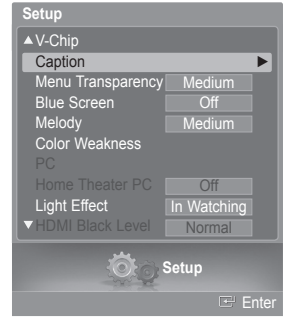 Setup
▲V-Chip
Caption ▶
Menu Transparency Medium
Blue Screen Off
Melody Medium
Color Weakness
PC
Home Theater PC Off
Light Effect In Watching
▼HDMI Black Level Normal
Setup
Enter